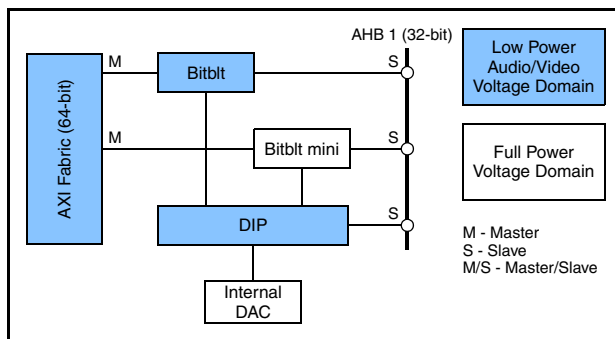 AHB 1 (32-bit)
M
Bitblt
S
Low Power
Audio/Video
Voltage Domain
AXI Fabric (64-bit)
M
Bitblt mini
S
Full Power
Voltage Domain
DIP
S
M - Master
S - Slave
M/S - Master/Slave
Internal
DAC